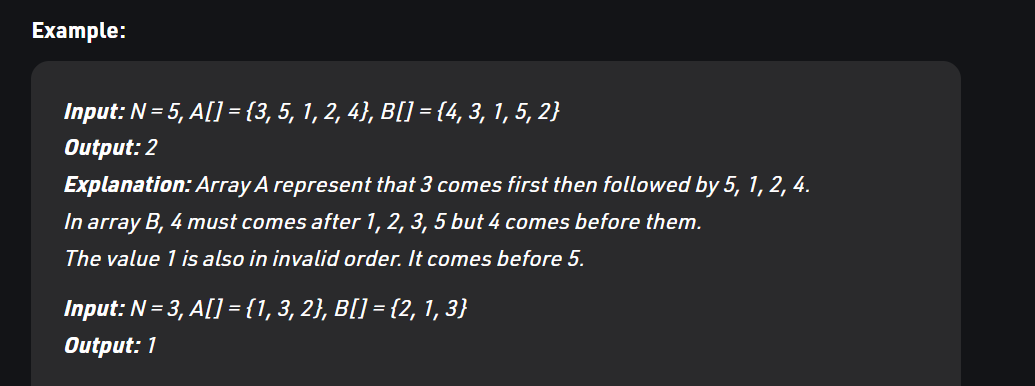 Example:
Input: N = 5, A[] = {3, 5, 1, 2, 4}, B[] = {4, 3, 1, 5, 2}
Output: 2
Explanation: Array A represent that 3 comes first then followed by 5, 1, 2, 4.
In array B, 4 must comes after 1, 2, 3, 5 but 4 comes before them.
The value 1 is also in invalid order. It comes before 5.
Input: N = 3, A[] = {1, 3, 2}, B[] = {2, 1, 3}
Output: 1